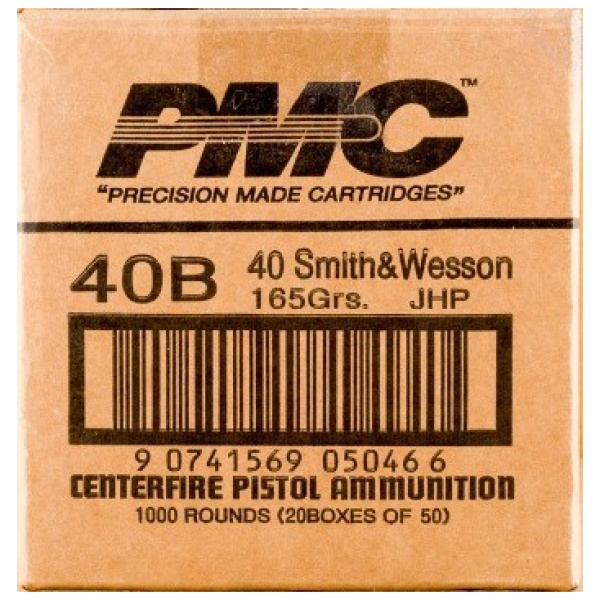 PMC™
"PRECISION MADE CARTRIDGES"
40B 40 Smith&Wesson
165Grs. JHP
9 0741569 05046 6
CENTERFIRE PISTOL AMMUNITION
1000 ROUNDS (20BOXES OF 50)